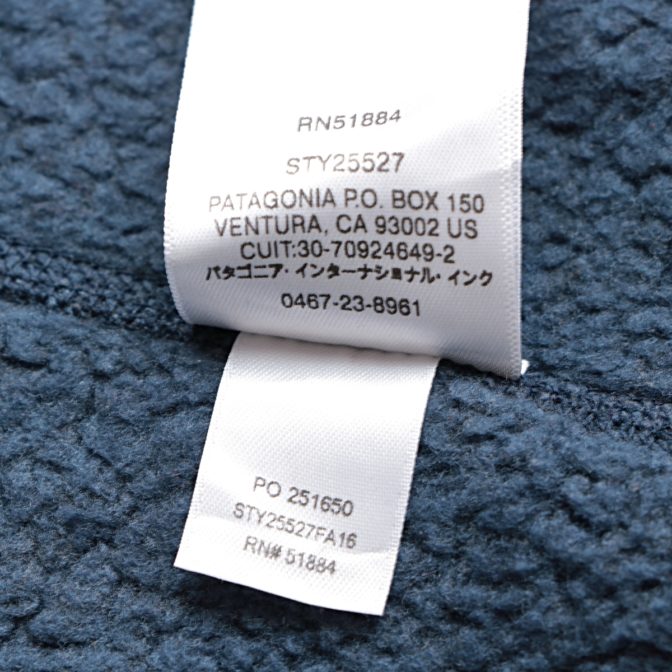 RN51884
STY25527
PATAGONIA P.O. BOX 150
VENTURA, CA 93002 US
CUIT:30-70924649-2
パタゴニア・インターナショナル・インク
0467-23-8961
PO 251650
STY25527FA16
RN# 51884